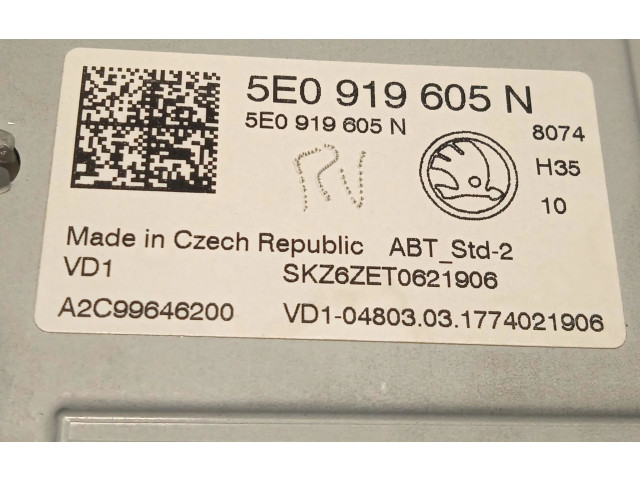 5E0 919 605 N
5E0 919 605 N
8074
H35
10
RN
Made in Czech Republic ABT_Std-2
VD1 SKZ6ZET0621906
A2C99646200 VD1-04803.03.1774021906